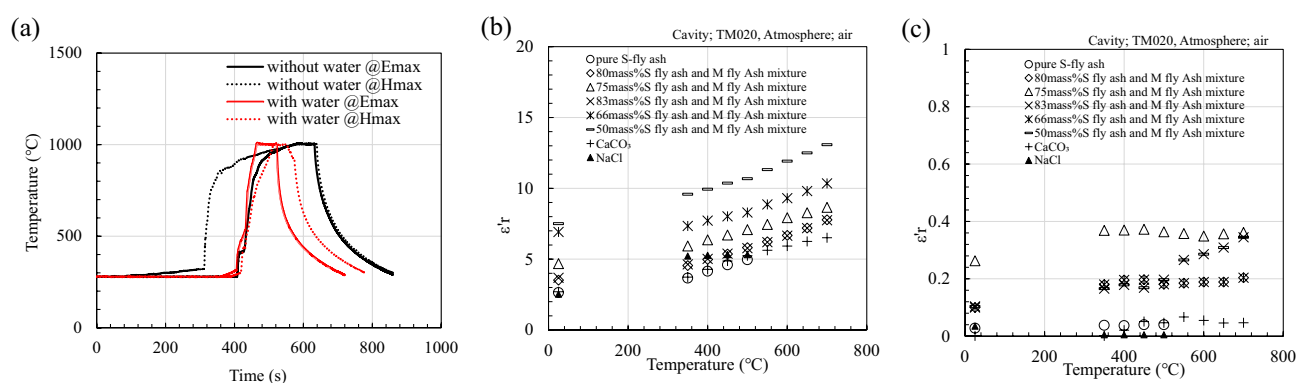 (a)
1500
1000
500
0
0 200 400 600 800 1000
Temperature (℃)
Time (s)
without water @Emax
without water @Hmax
with water @Emax
with water @Hmax
(b)
Cavity; TM020, Atmosphere; air
20
15
10
5
0
0 200 400 600 800
ε'r
Temperature (℃)
pure S-fly ash
80mass%S fly ash and M fly Ash mixture
75mass%S fly ash and M fly Ash mixture
83mass%S fly ash and M fly Ash mixture
66mass%S fly ash and M fly Ash mixture
50mass%S fly ash and M fly Ash mixture
CaCO₃
NaCl
(c)
Cavity; TM020, Atmosphere; air
1
0.8
0.6
0.4
0.2
0
0 200 400 600 800
ε'r
Temperature (℃)
pure S-fly ash
80mass%S fly ash and M fly Ash mixture
75mass%S fly ash and M fly Ash mixture
83mass%S fly ash and M fly Ash mixture
66mass%S fly ash and M fly Ash mixture
50mass%S fly ash and M fly Ash mixture
CaCO₃
NaCl